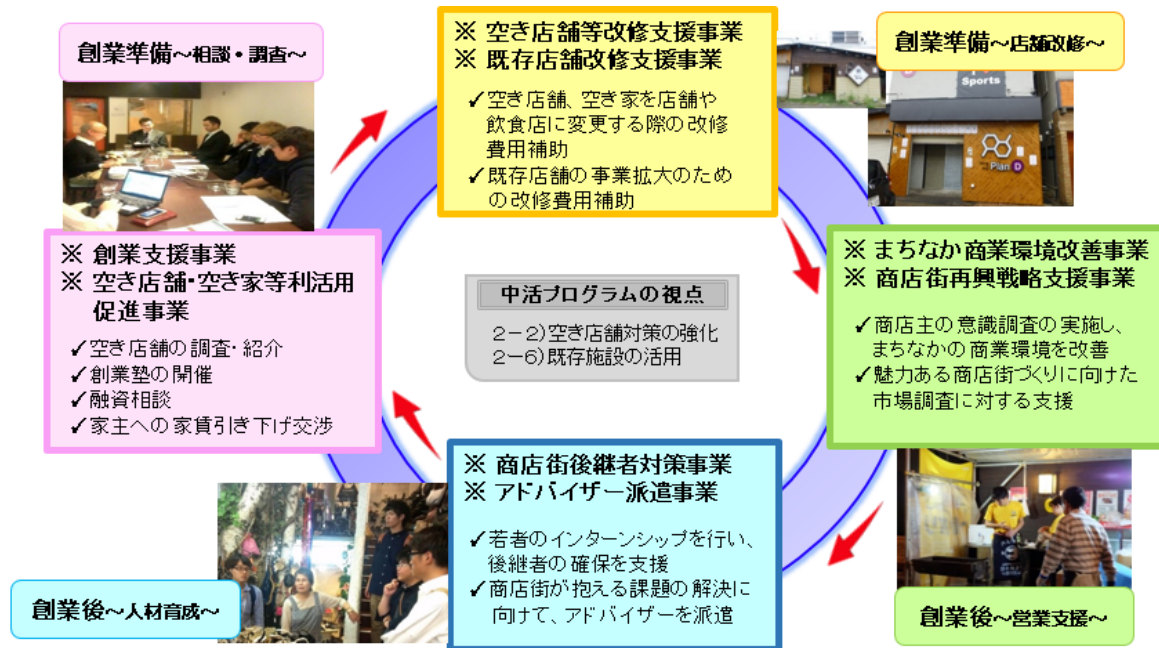 創業準備～相談・調査～
※ 空き店舗等改修支援事業
※ 既存店舗改修支援事業
✓空き店舗、空き家を店舗や
飲食店に変更する際の改修
費用補助
✓既存店舗の事業拡大のため
の改修費用補助
創業準備～店舗改修～
Sports
Plan D
※ 創業支援事業
※ 空き店舗・空き家等利活用
促進事業
✓空き店舗の調査・紹介
✓創業塾の開催
✓融資相談
✓家主への家賃引き下げ交渉
中活プログラムの視点
2－2）空き店舗対策の強化
2－6）既存施設の活用
※ まちなか商業環境改善事業
※ 商店街再興戦略支援事業
✓商店主の意識調査の実施し、
まちなかの商業環境を改善
✓魅力ある商店街づくりに向けた
市場調査に対する支援
※ 商店街後継者対策事業
※ アドバイザー派遣事業
✓若者のインターンシップを行い、
後継者の確保を支援
✓商店街が抱える課題の解決に
向けて、アドバイザーを派遣
創業後～人材育成～
創業後～営業支援～